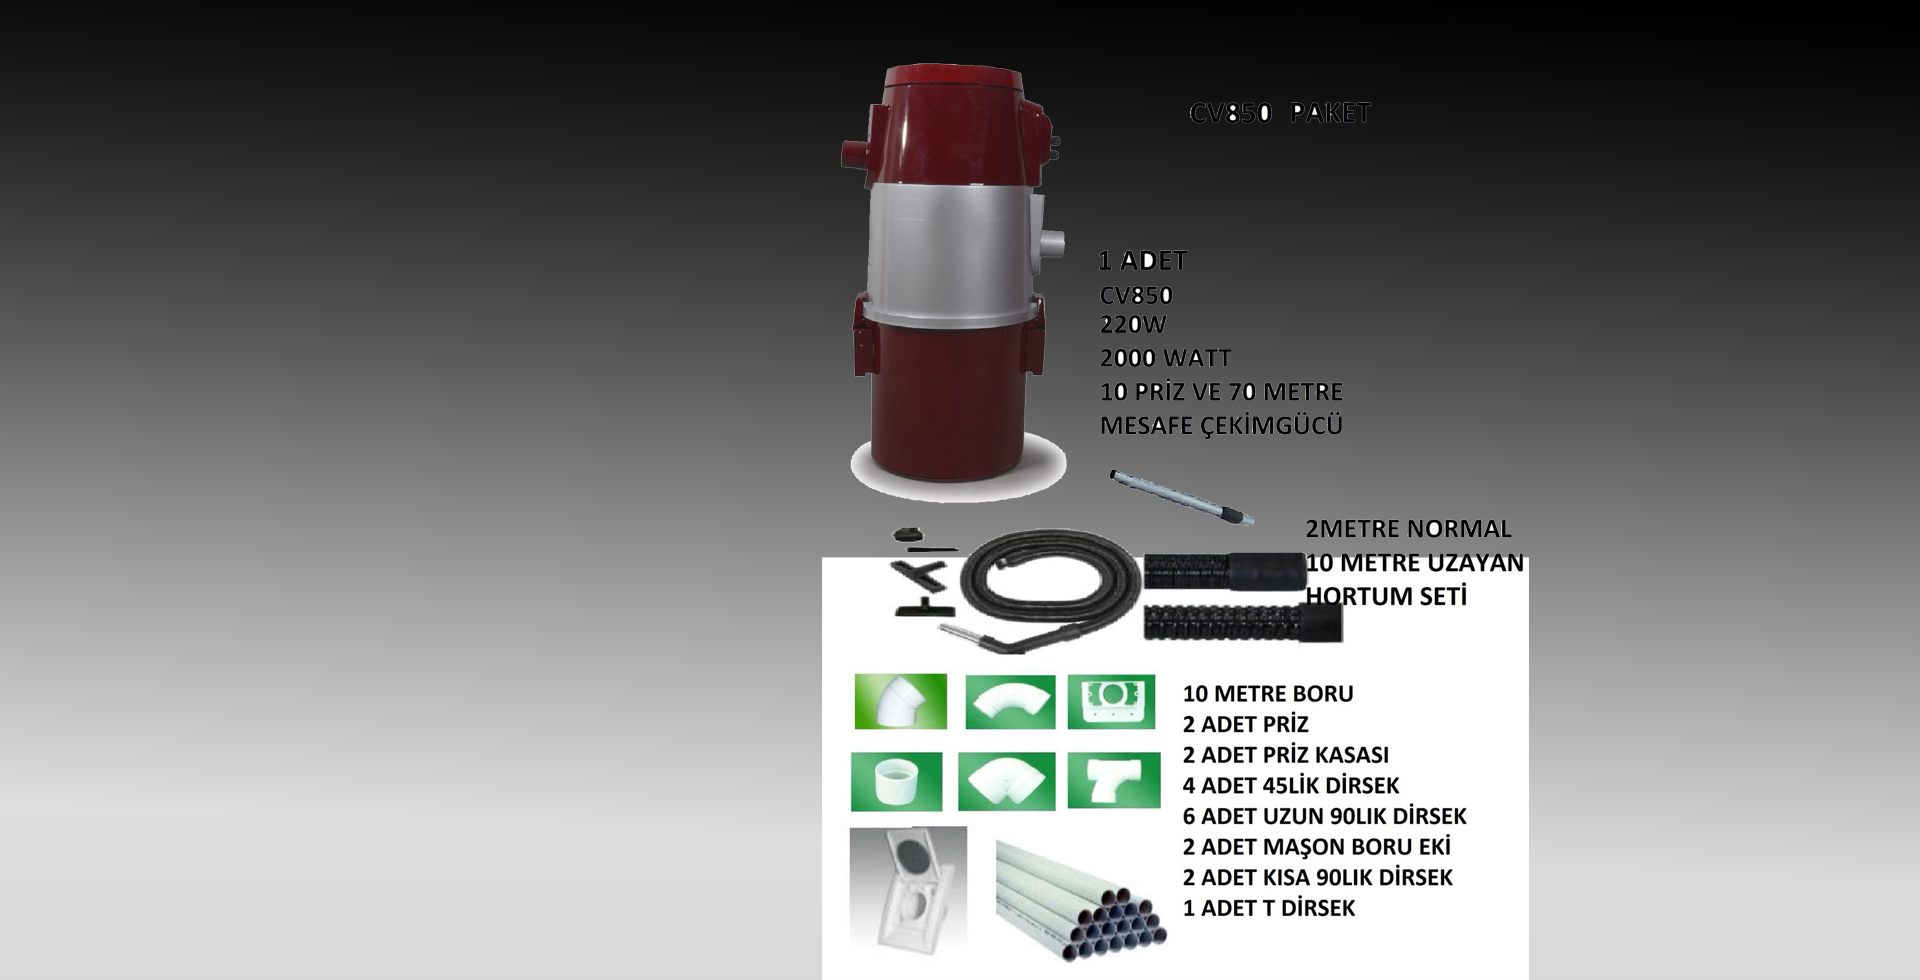 CV850 PAKET
1 ADET
CV850
220W
2000 WATT
10 PRİZ VE 70 METRE
MESAFE ÇEKİMGÜCÜ
2METRE NORMAL
10 METRE UZAYAN
HORTUM SETİ
10 METRE BORU
2 ADET PRİZ
2 ADET PRİZ KASASI
4 ADET 45LİK DİRSEK
6 ADET UZUN 90LIK DİRSEK
2 ADET MAŞON BORU EKİ
2 ADET KISA 90LIK DİRSEK
1 ADET T DİRSEK